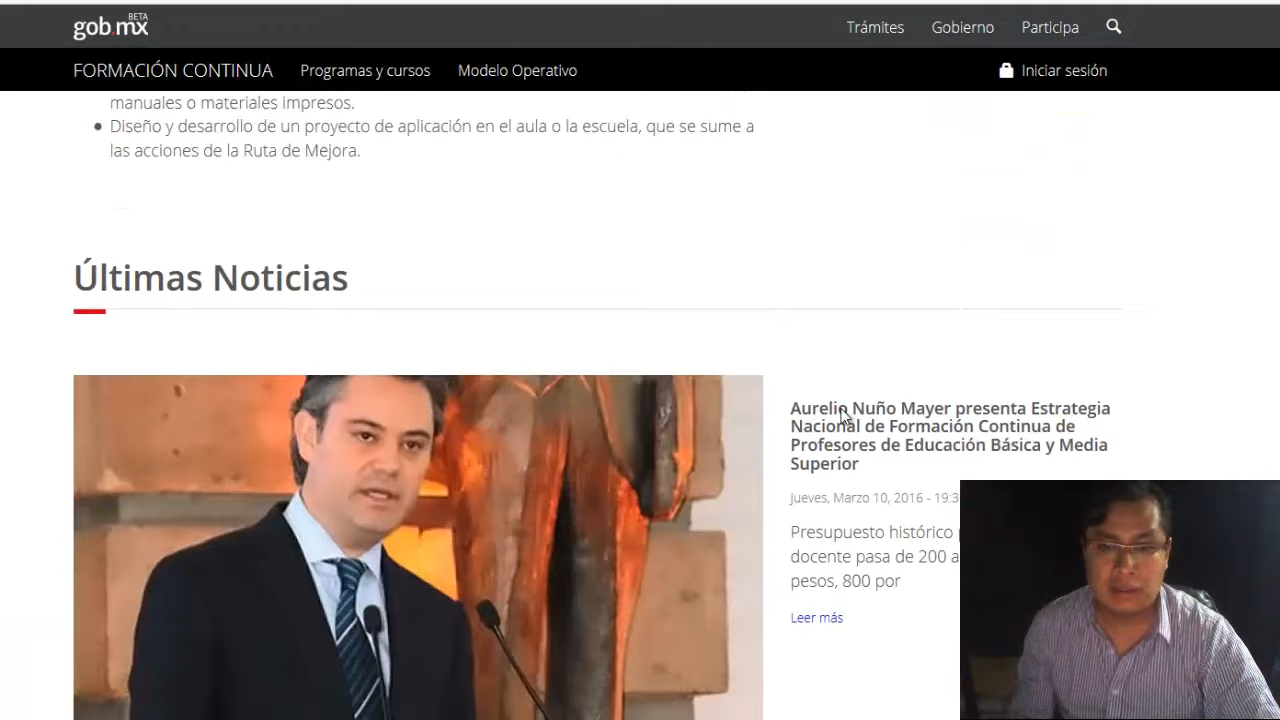 gob.mx BETA
Trámites Gobierno Participa
FORMACIÓN CONTINUA Programas y cursos Modelo Operativo Iniciar sesión
manuales o materiales impresos.
• Diseño y desarrollo de un proyecto de aplicación en el aula o la escuela, que se sume a
las acciones de la Ruta de Mejora.
Últimas Noticias
Aurelio Nuño Mayer presenta Estrategia
Nacional de Formación Continua de
Profesores de Educación Básica y Media
Superior
Jueves, Marzo 10, 2016 - 19:3
Presupuesto histórico
docente pasa de 200 a
pesos, 800 por
Leer más